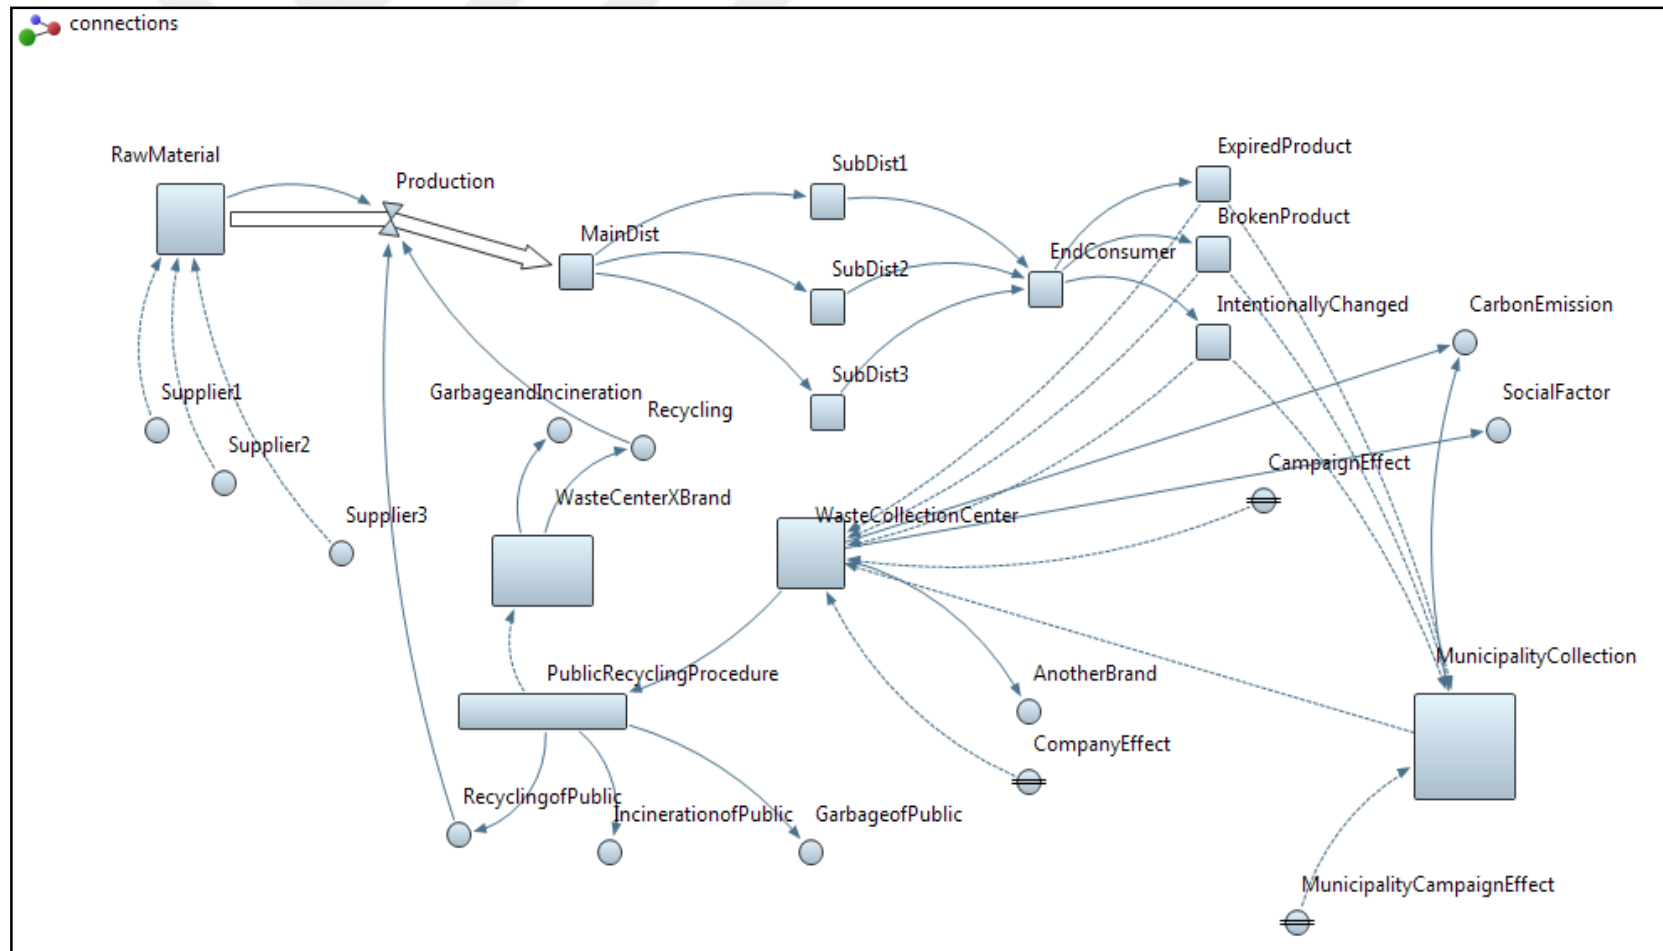 connections
RawMaterial
Production
SubDist1
ExpiredProduct
BrokenProduct
MainDist
EndConsumer
SubDist2
IntentionallyChanged
CarbonEmission
SubDist3
Supplier1
GarbageandIncineration
Recycling
SocialFactor
Supplier2
CampaignEffect
WasteCenterXBrand
Supplier3
WasteCollectionCenter
MunicipalityCollection
PublicRecyclingProcedure
AnotherBrand
CompanyEffect
RecyclingofPublic
IncinerationofPublic
GarbageofPublic
MunicipalityCampaignEffect